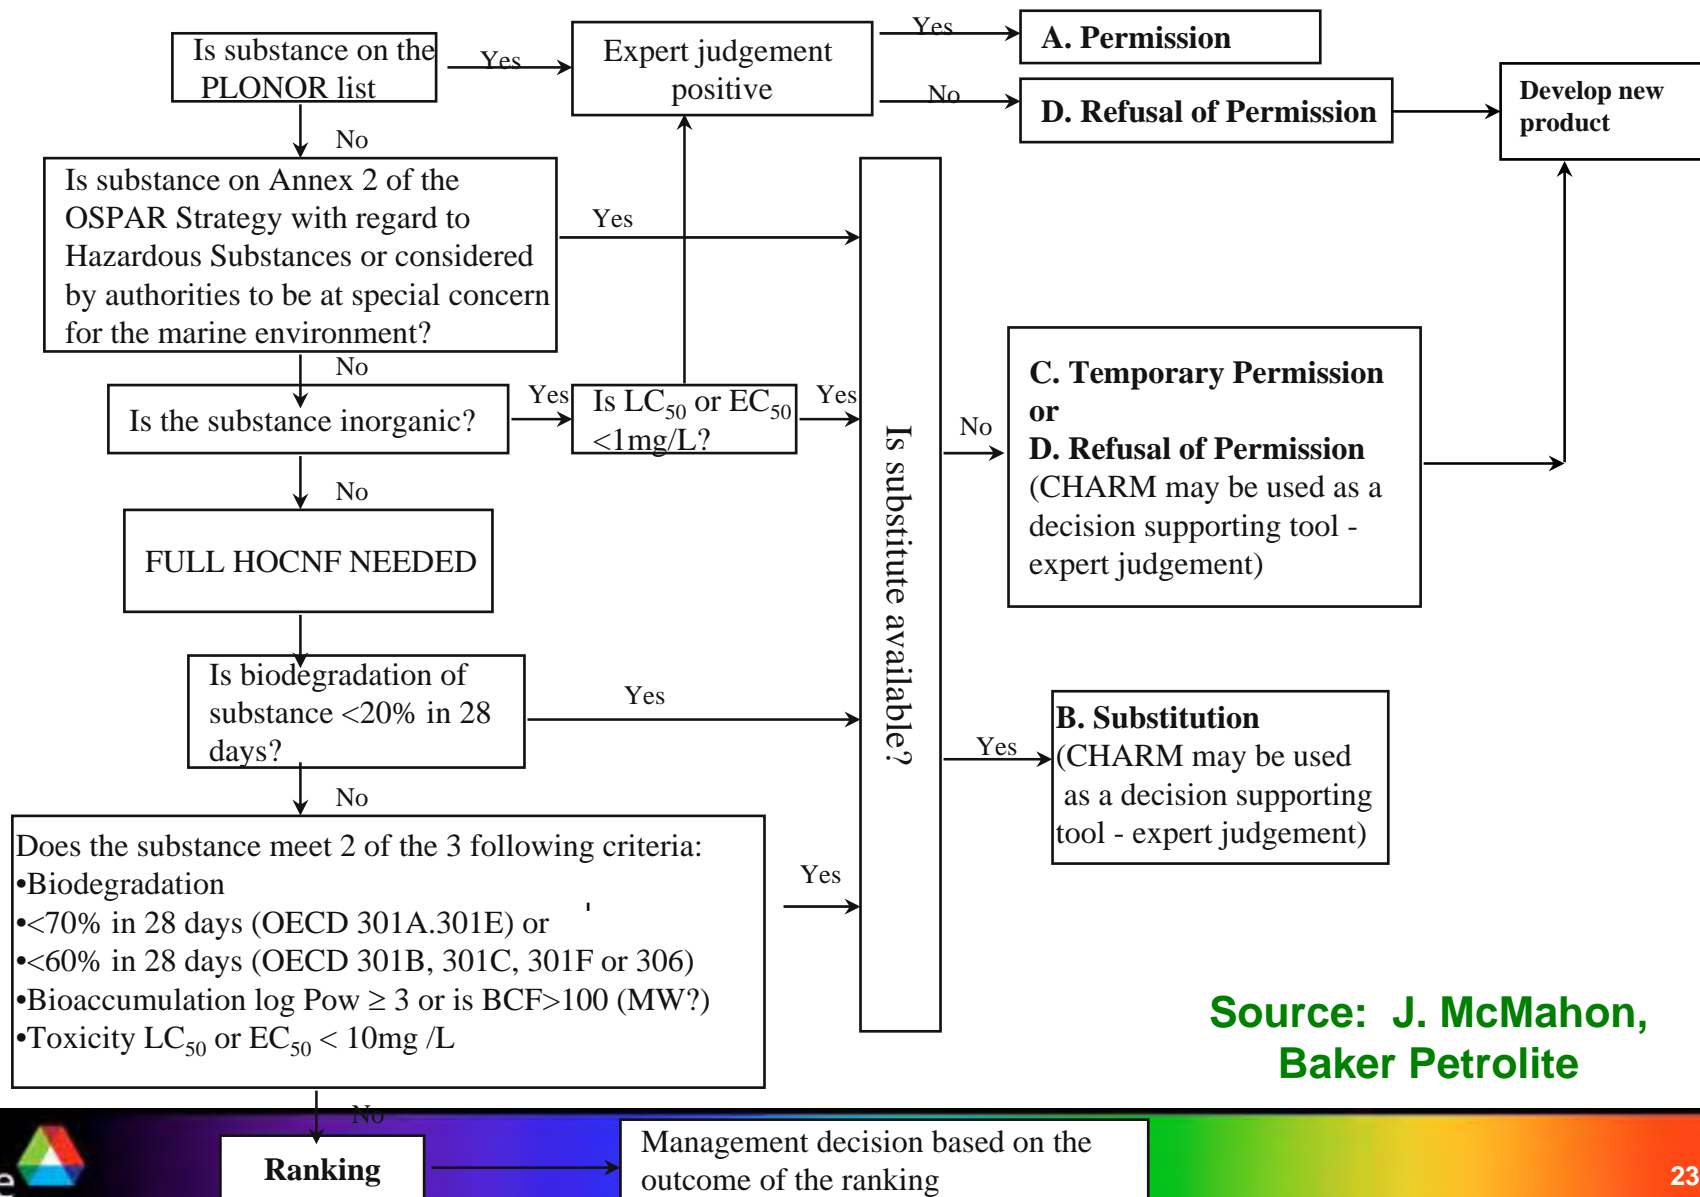 Is substance on the
PLONOR list
Yes
Expert judgement
positive
Yes
A. Permission
No
D. Refusal of Permission
Develop new
product
No
Is substance on Annex 2 of the
OSPAR Strategy with regard to
Hazardous Substances or considered
by authorities to be at special concern
for the marine environment?
Yes
No
Is the substance inorganic?
Yes
Is LC50 or EC50
<1mg/L?
Yes
Is substitute available?
No
C. Temporary Permission
or
D. Refusal of Permission
(CHARM may be used as a
decision supporting tool -
expert judgement)
No
FULL HOCNF NEEDED
Is biodegradation of
substance <20% in 28
days?
Yes
Yes
B. Substitution
(CHARM may be used
as a decision supporting
tool - expert judgement)
No
Does the substance meet 2 of the 3 following criteria:
•Biodegradation
•<70% in 28 days (OECD 301A.301E) or
•<60% in 28 days (OECD 301B, 301C, 301F or 306)
•Bioaccumulation log Pow ≥ 3 or is BCF>100 (MW?)
•Toxicity LC50 or EC50 < 10mg /L
Yes
Source: J. McMahon,
Baker Petrolite
No
Ranking
Management decision based on the
outcome of the ranking
e
23